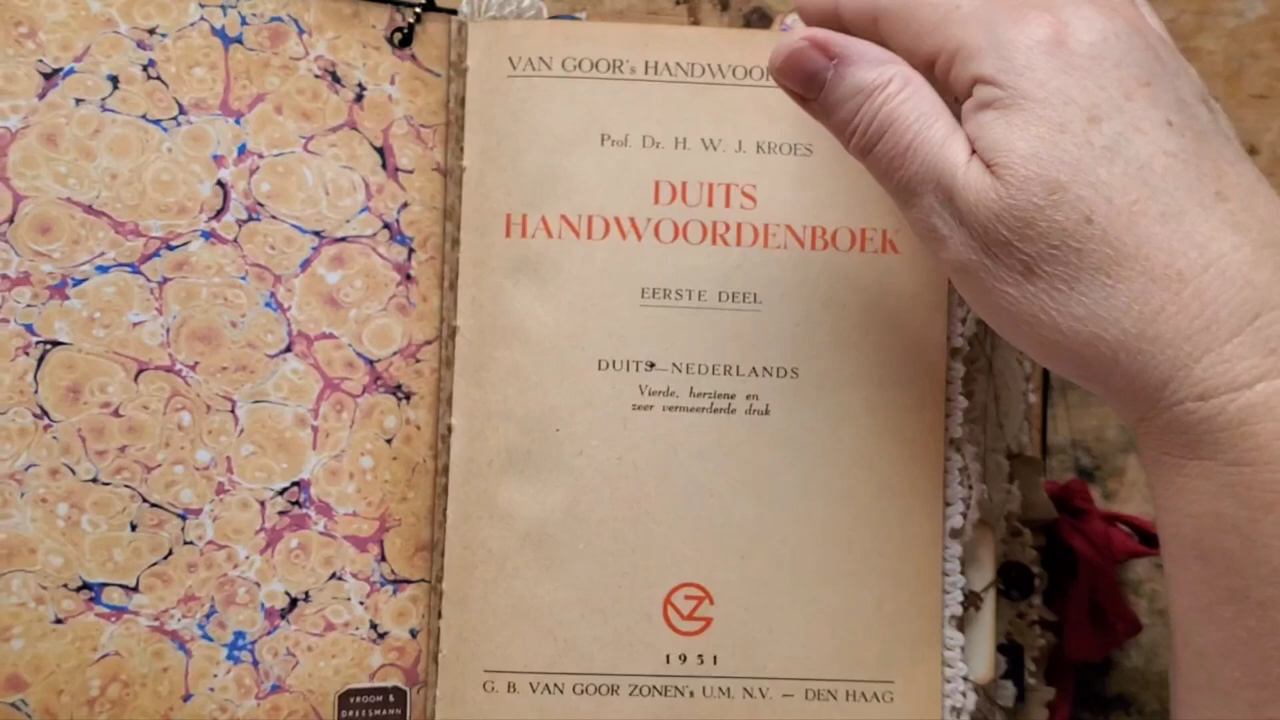 VAN GOOR's HANDWOO
Prof. Dr. H. W. J. KROES
DUITS
HANDWOORDENBOEK
EERSTE DEEL
DUITS—NEDERLANDS
Vierde, herziene en
zeer vermeerderde druk
1951
G. B. VAN GOOR ZONEN's U.M. N.V. — DEN HAAG
VROOM &
DREESMANN